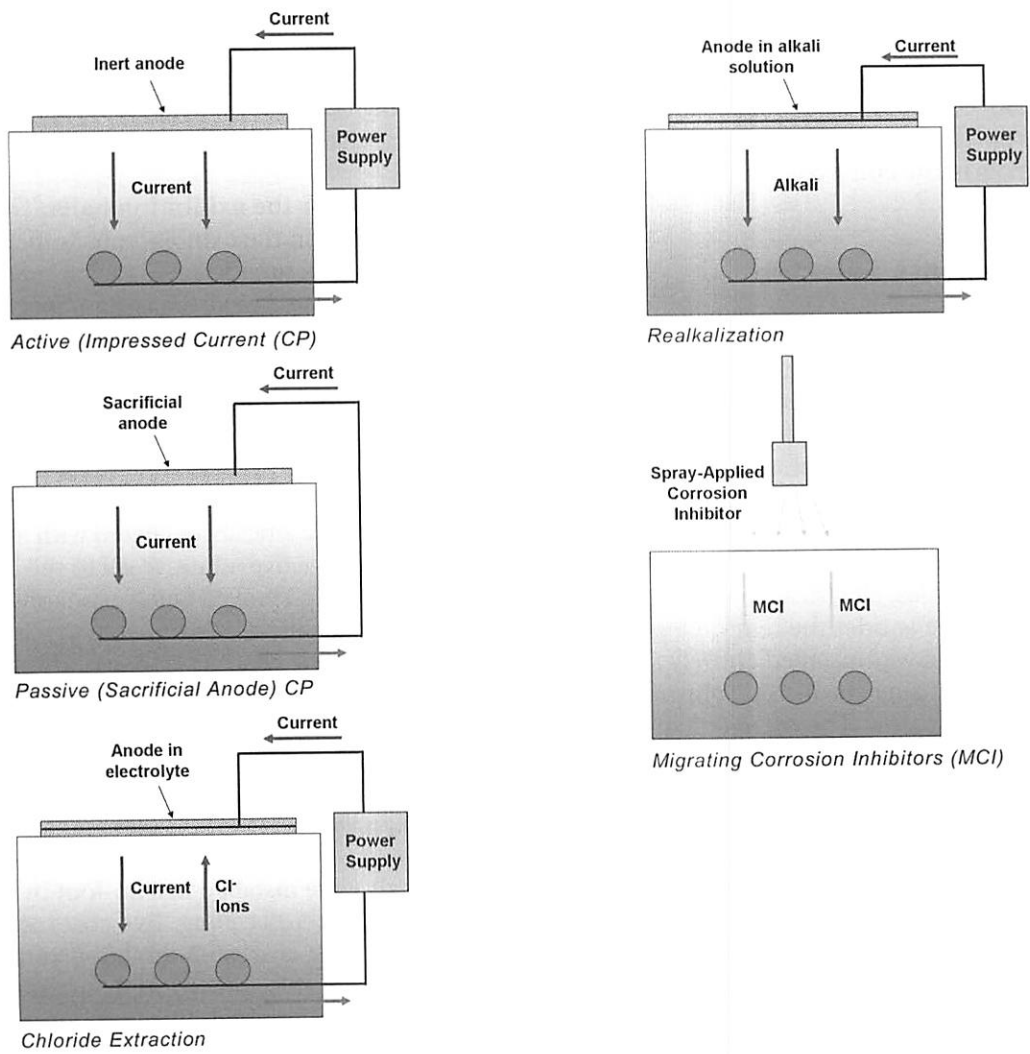 Current
Inert anode
Power
Supply
Current
Active (Impressed Current (CP)
Current
Sacrificial
anode
Current
Passive (Sacrificial Anode) CP
Current
Anode in
electrolyte
Power
Supply
Current
Cl-
Ions
Chloride Extraction
Anode in alkali
solution
Current
Power
Supply
Alkali
Realkalization
Spray-Applied
Corrosion
Inhibitor
MCI
MCI
Migrating Corrosion Inhibitors (MCI)